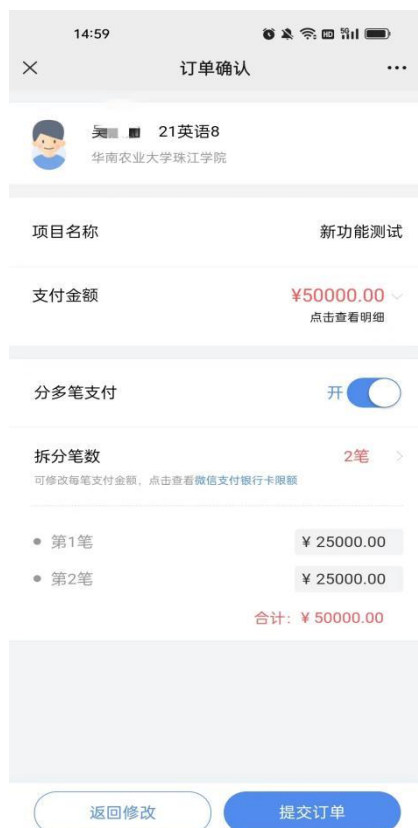 14:59
HD 5G
订单确认
21英语8
华南农业大学珠江学院
项目名称 新功能测试
支付金额 ¥50000.00
点击查看明细
分多笔支付 开
拆分笔数 2笔
可修改每笔支付金额，点击查看微信支付银行卡限额
第1笔 ¥ 25000.00
第2笔 ¥ 25000.00
合计：¥ 50000.00
返回修改 提交订单